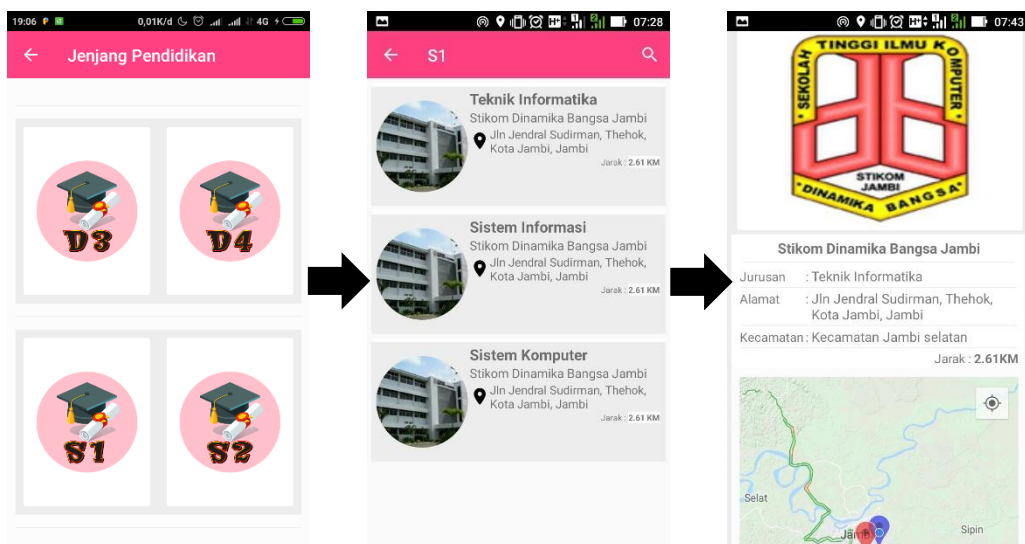 19:06 0,01K/d 4G
Jenjang Pendidikan
D3
D4
S1
S2
07:28
S1
Teknik Informatika
Stikom Dinamika Bangsa Jambi
Jln Jendral Sudirman, Thehok,
Kota Jambi, Jambi
Jarak : 2.61 KM
Sistem Informasi
Stikom Dinamika Bangsa Jambi
Jln Jendral Sudirman, Thehok,
Kota Jambi, Jambi
Jarak : 2.61 KM
Sistem Komputer
Stikom Dinamika Bangsa Jambi
Jln Jendral Sudirman, Thehok,
Kota Jambi, Jambi
Jarak : 2.61 KM
07:43
SEKOLAH TINGGI ILMU KOMPUTER
STIKOM
JAMBI
DINAMIKA BANGSA
Stikom Dinamika Bangsa Jambi
Jurusan : Teknik Informatika
Alamat : Jln Jendral Sudirman, Thehok,
Kota Jambi, Jambi
Kecamatan : Kecamatan Jambi selatan
Jarak : 2.61KM
Selat
Sipin